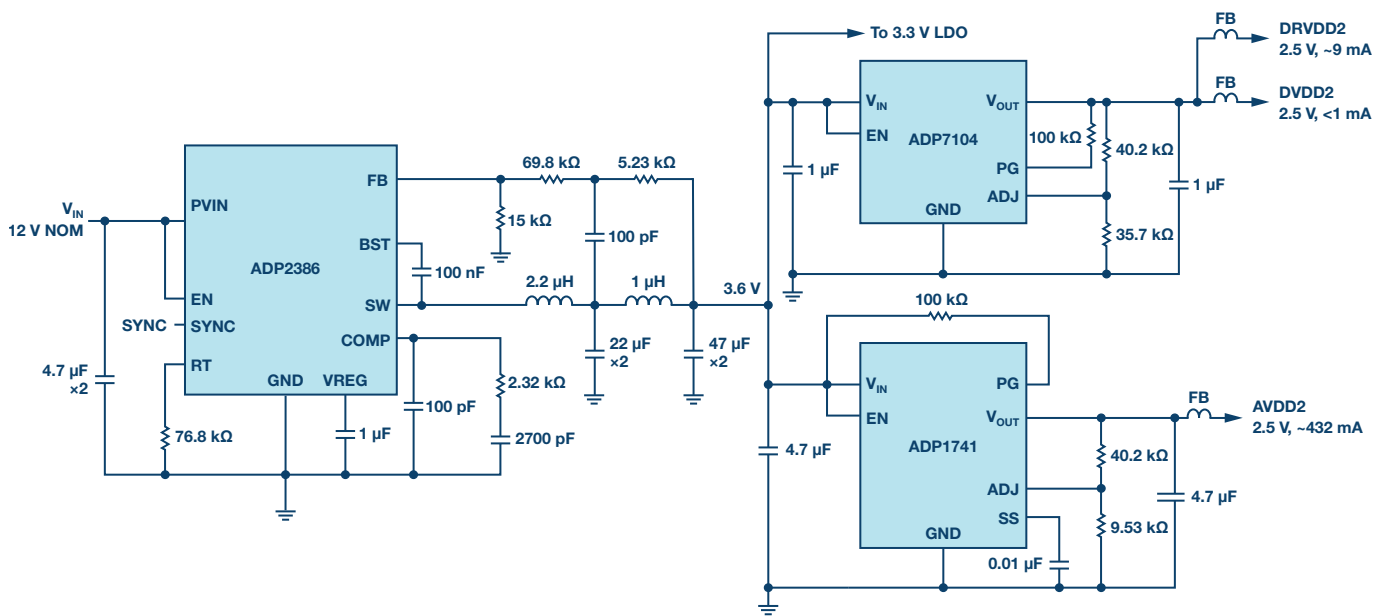 V_IN
12 V NOM
4.7 µF
×2
SYNC
76.8 kΩ
PVIN
EN
SYNC
RT
GND
VREG
FB
BST
SW
COMP
ADP2386
1 µF
100 pF
2.32 kΩ
2700 pF
100 nF
15 kΩ
69.8 kΩ
5.23 kΩ
100 pF
2.2 µH
1 µH
22 µF
×2
47 µF
×2
3.6 V
To 3.3 V LDO
1 µF
V_IN
EN
ADP7104
V_OUT
PG
ADJ
GND
100 kΩ
40.2 kΩ
35.7 kΩ
1 µF
FB
DRVDD2
2.5 V, ~9 mA
FB
DVDD2
2.5 V, <1 mA
100 kΩ
4.7 µF
V_IN
EN
ADP1741
PG
V_OUT
ADJ
SS
GND
0.01 µF
40.2 kΩ
9.53 kΩ
4.7 µF
FB
AVDD2
2.5 V, ~432 mA